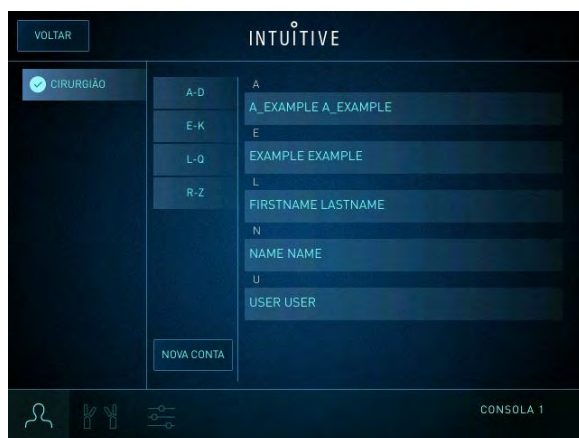 VOLTAR
INTUITIVE
CIRURGIÃO
A-D
E-K
L-Q
R-Z
NOVA CONTA
A
A_EXAMPLE A_EXAMPLE
E
EXAMPLE EXAMPLE
L
FIRSTNAME LASTNAME
N
NAME NAME
U
USER USER
CONSOLA 1